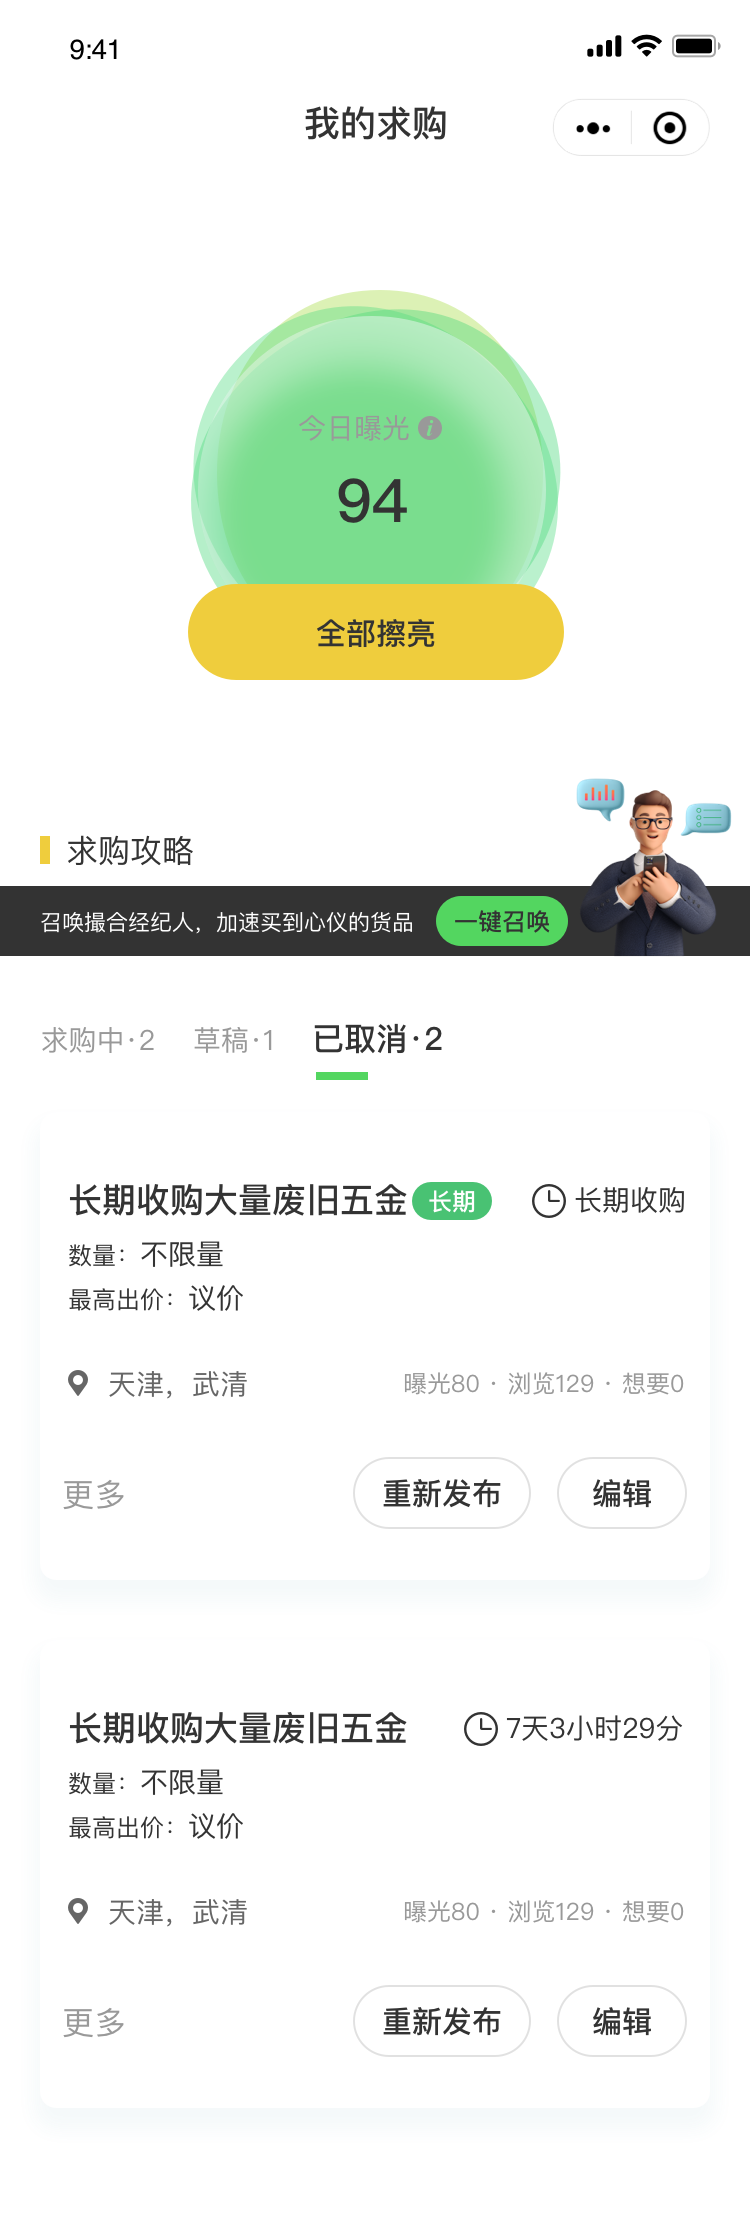 9:41
我的求购
今日曝光
94
全部擦亮
求购攻略
召唤撮合经纪人，加速买到心仪的货品 一键召唤
求购中·2 草稿·1 已取消·2
长期收购大量废旧五金 长期 长期收购
数量：不限量
最高出价：议价
天津，武清 曝光80 · 浏览129 · 想要0
更多 重新发布 编辑
长期收购大量废旧五金 7天3小时29分
数量：不限量
最高出价：议价
天津，武清 曝光80 · 浏览129 · 想要0
更多 重新发布 编辑